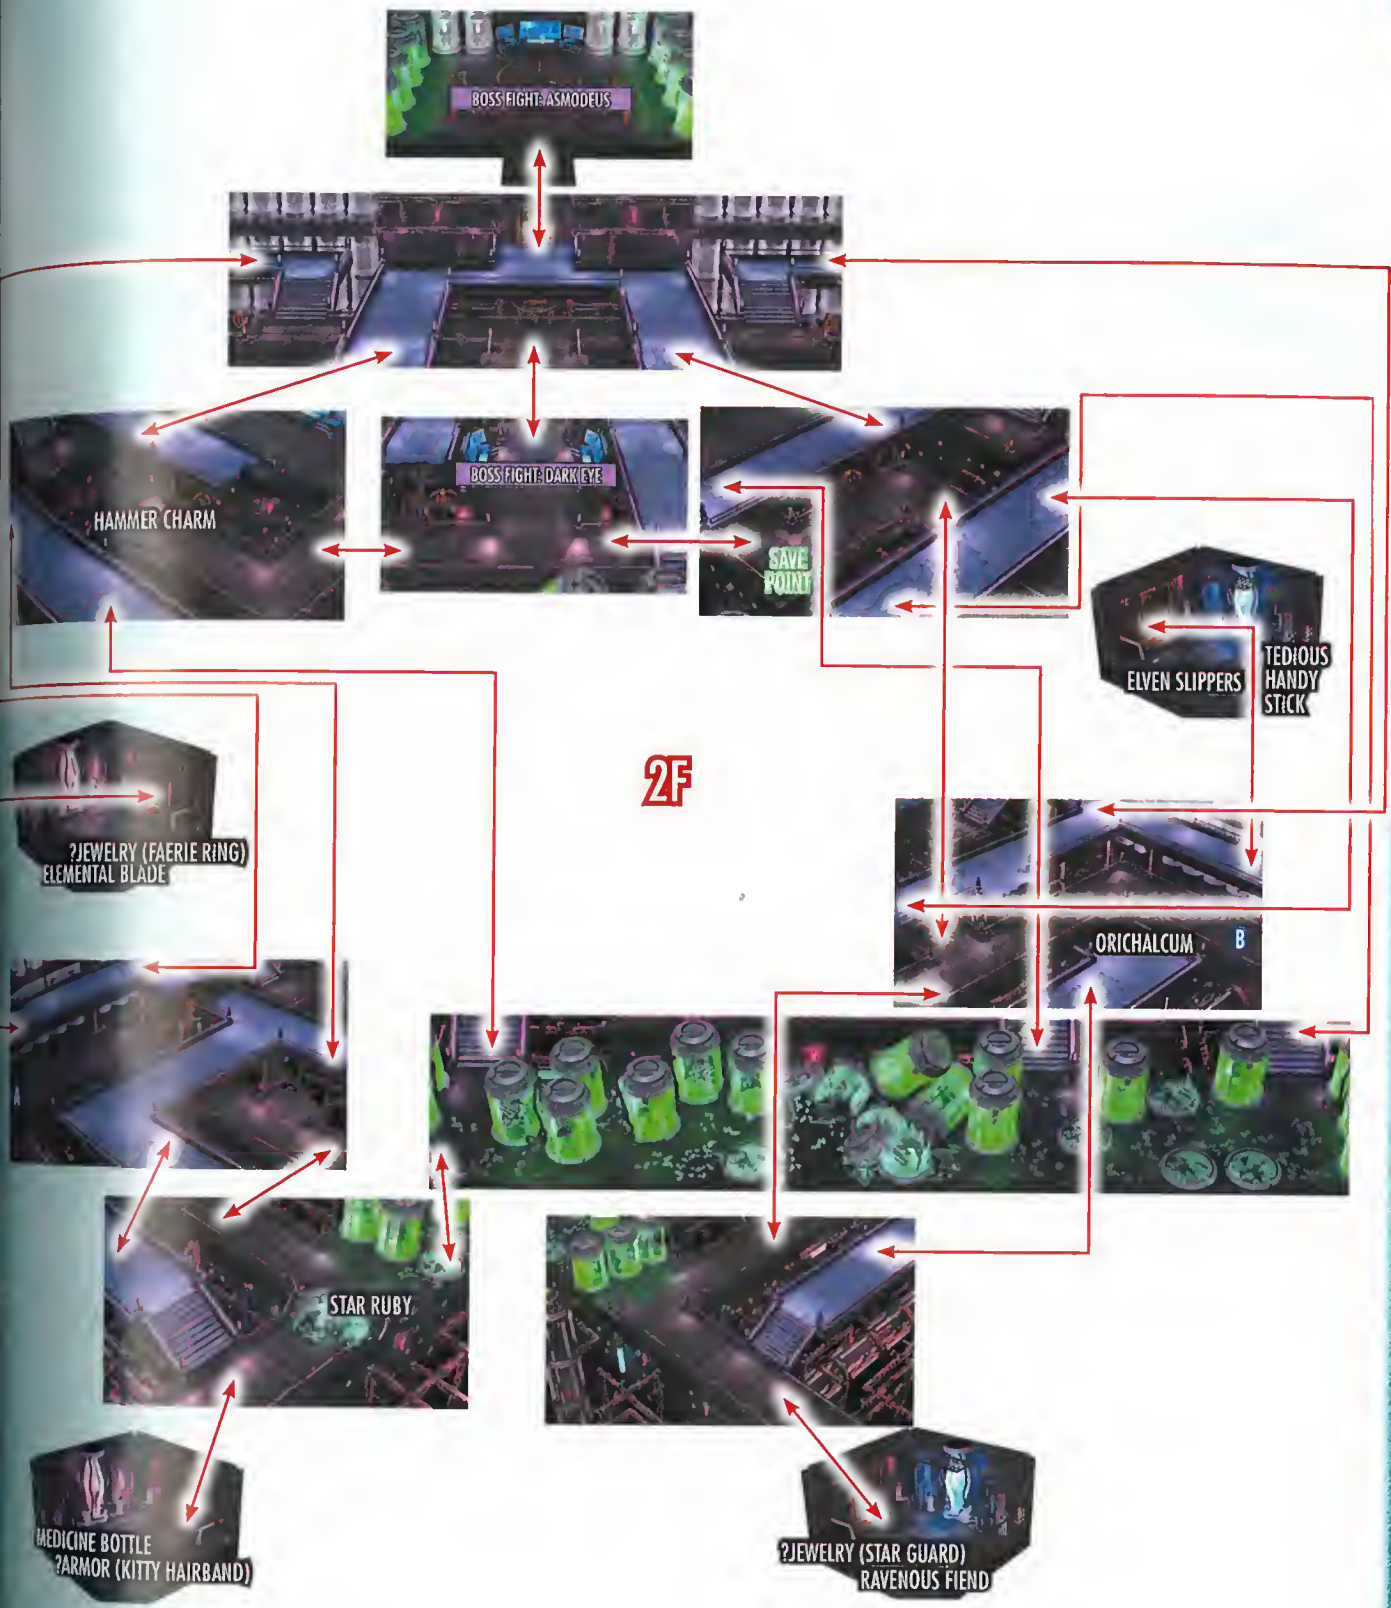 BOSS FIGHT: ASMODEUS
BOSS FIGHT: DARK EYE
HAMMER CHARM
SAVE
POINT
ELVEN SLIPPERS
TEDIOUS
HANDY
STICK
2F
?JEWELRY (FAERIE RING)
ELEMENTAL BLADE
ORICHALCUM
B
STAR RUBY
MEDICINE BOTTLE
?ARMOR (KITTY HAIRBAND)
?JEWELRY (STAR GUARD)
RAVENOUS FIEND